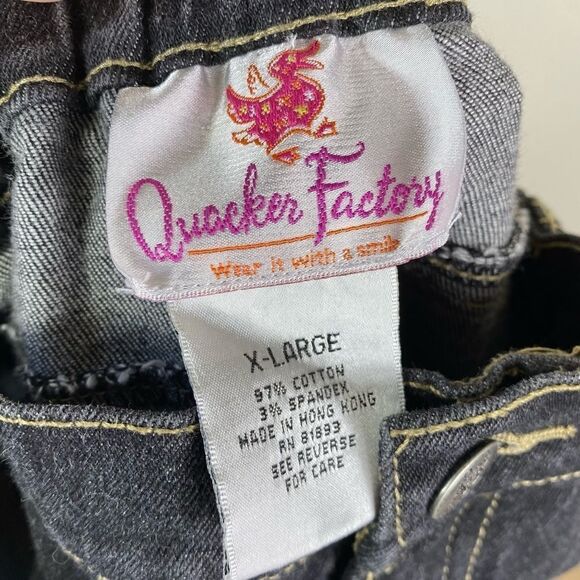 Quacker Factory
Wear it with a smile
X-LARGE
97% COTTON
3% SPANDEX
MADE IN HONG KONG
RN 81893
SEE REVERSE
FOR CARE